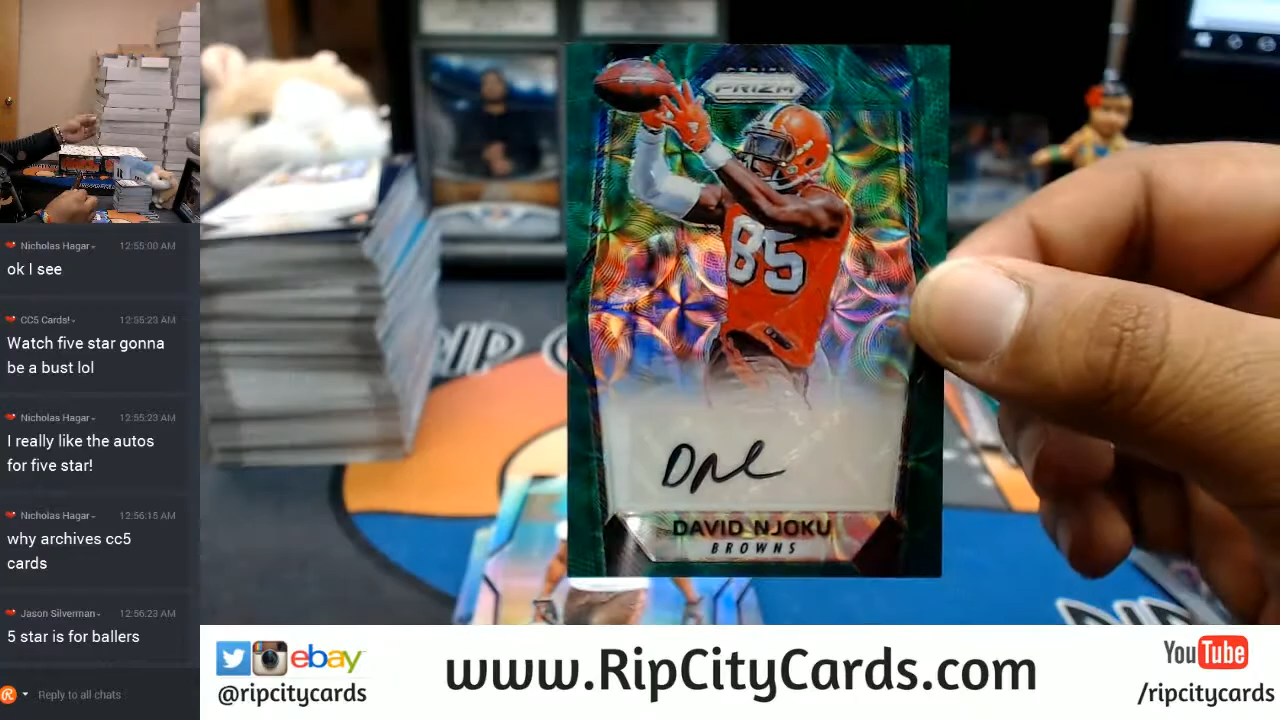 Nicholas Hagar 12:55:00 AM
ok I see
CC5 Cards! 12:55:23 AM
Watch five star gonna
be a bust lol
Nicholas Hagar 12:55:23 AM
I really like the autos
for five star!
Nicholas Hagar 12:56:15 AM
why archives cc5
cards
Jason Silverman 12:56:23 AM
5 star is for ballers
Reply to all chats
PRIZM
85
DAVID NJOKU
BROWNS
RIP
ebay
@ripcitycards
www.RipCityCards.com
YouTube
/ripcitycards